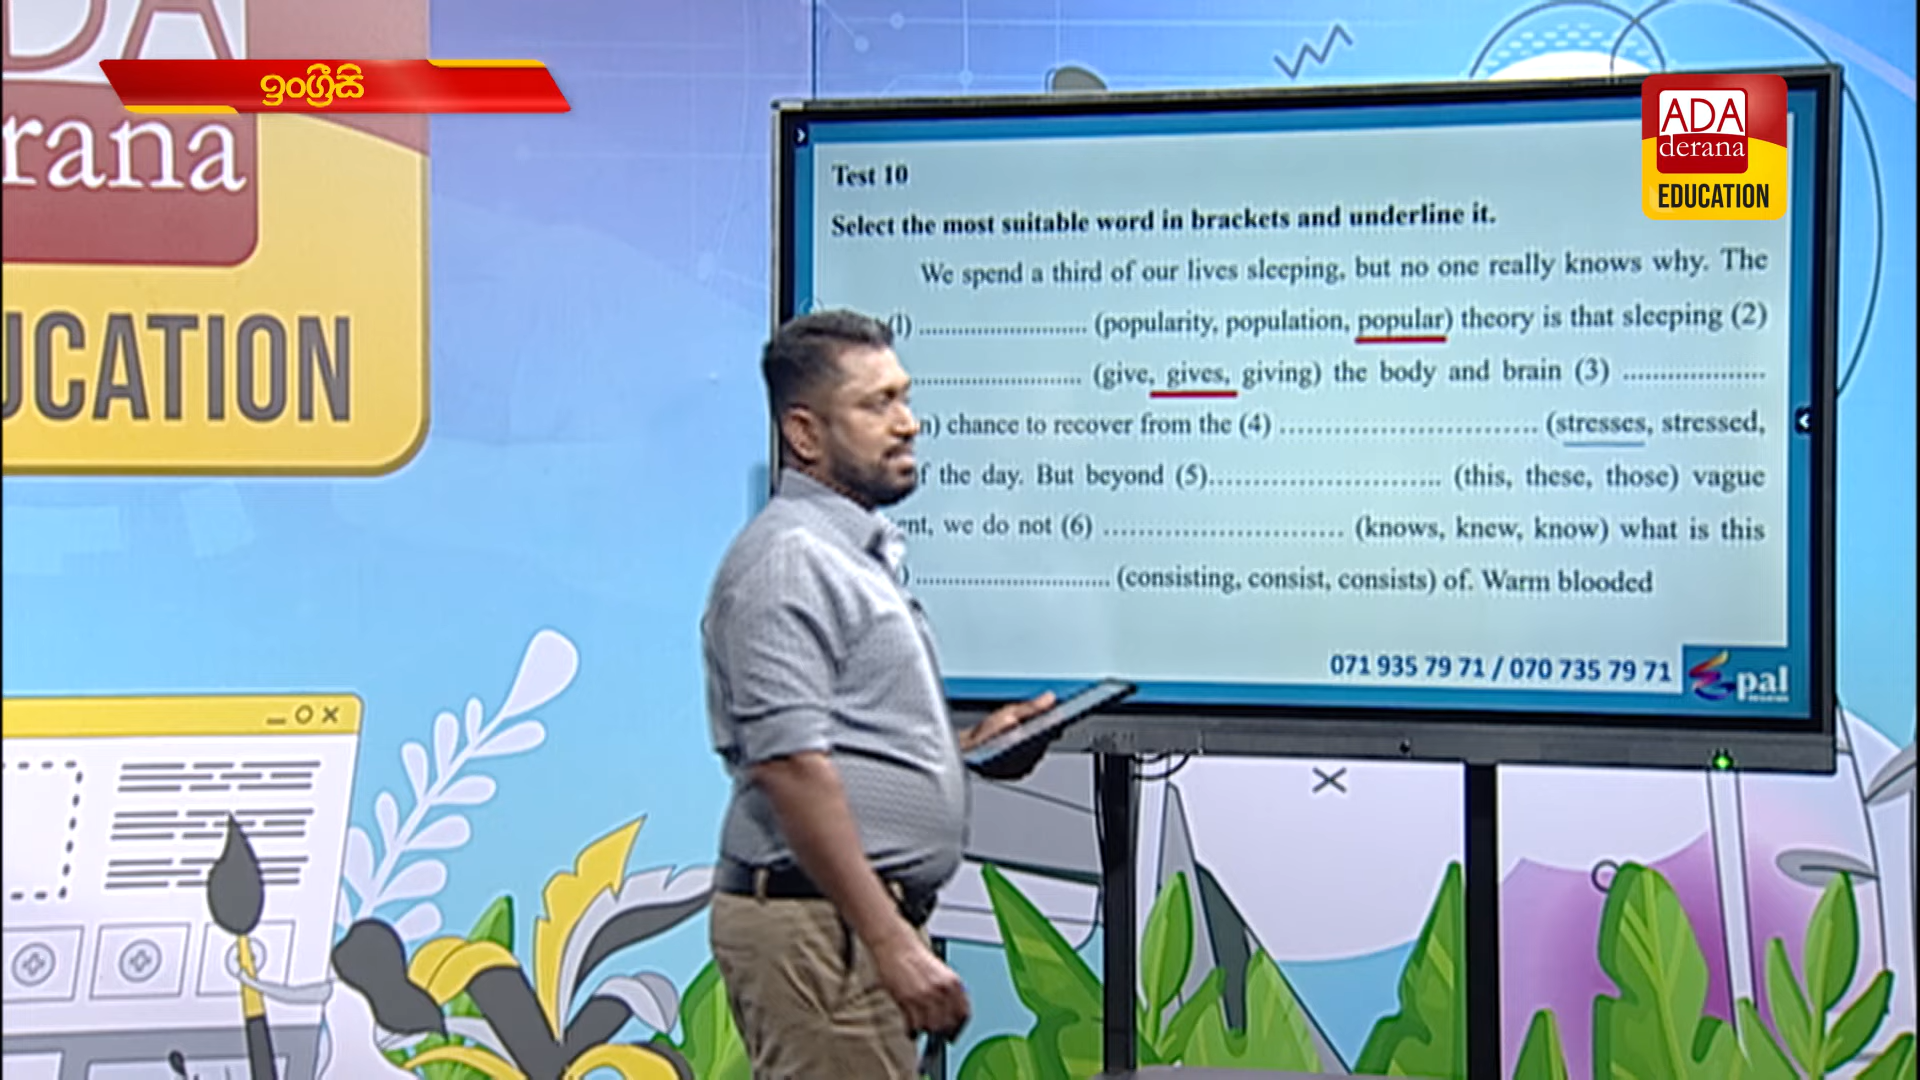 DA
rana
UCATION
ඉංග්‍රීසි
ADA
derana
EDUCATION
Test 10
Select the most suitable word in brackets and underline it.
We spend a third of our lives sleeping, but no one really knows why. The
(1) ........................ (popularity, population, popular) theory is that sleeping (2)
........................ (give, gives, giving) the body and brain (3) ..................
n) chance to recover from the (4) ........................... (stresses, stressed,
f the day. But beyond (5)........................ (this, these, those) vague
ent, we do not (6) ......................... (knows, knew, know) what is this
) ........................... (consisting, consist, consists) of. Warm blooded
071 935 79 71 / 070 735 79 71
pal